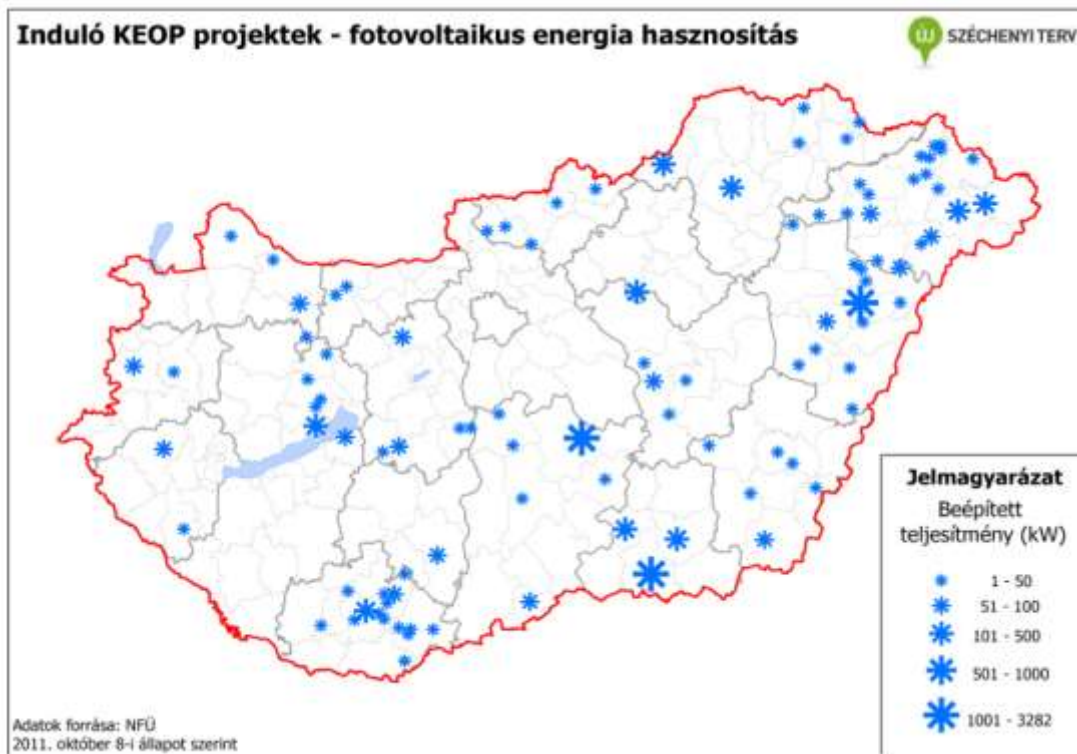 Induló KEOP projektek - fotovoltaikus energia hasznosítás
ÚJ SZÉCHENYI TERV
Jelmagyarázat
Beépített
teljesítmény (kW)
1 - 50
51 - 100
101 - 500
501 - 1000
1001 - 3282
Adatok forrása: NFÜ
2011. október 8-i állapot szerint